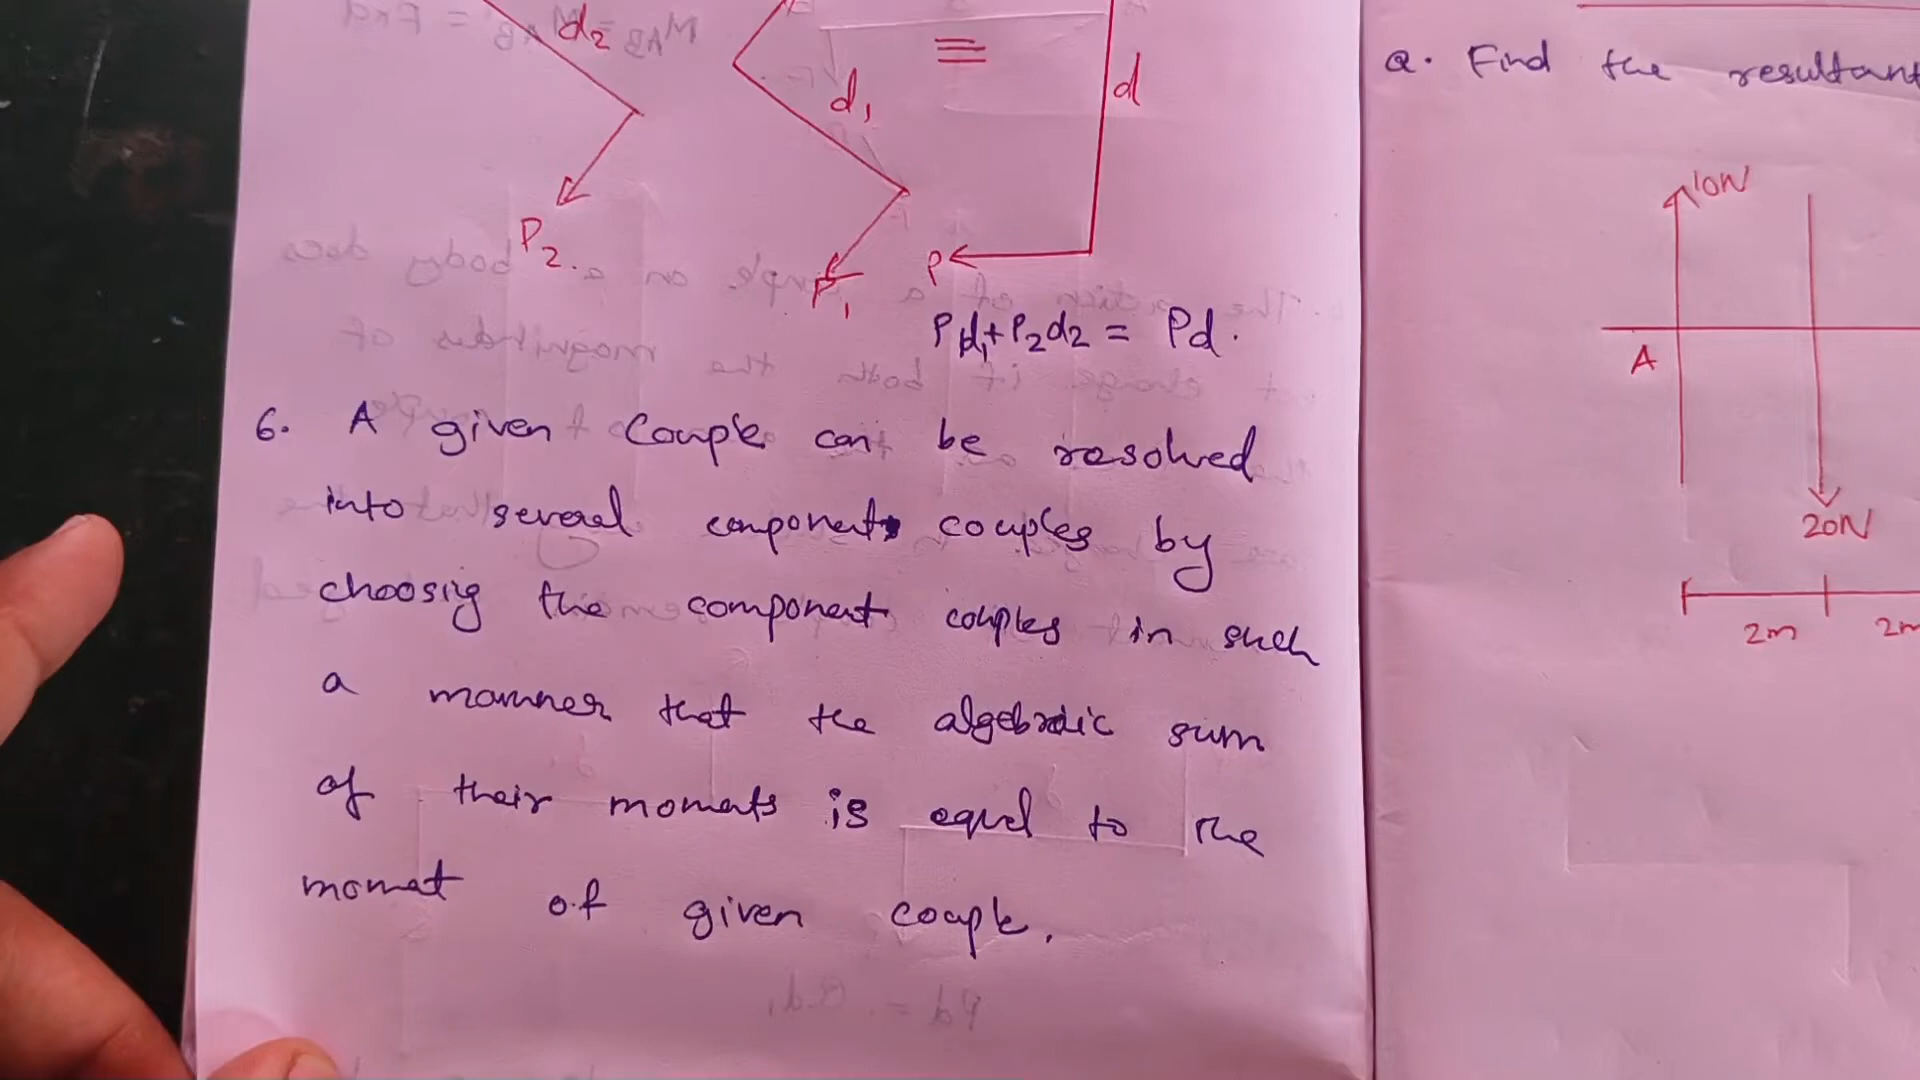 d2
d1
≡
d
P2.
P1
P
Pd1+P2d2 = Pd.
6. A given Couple can be resolved
into several component couples by
choosing the component couples in such
a manner that the algebraic sum
of their moments is equal to the
moment of given couple.
Q. Find the resultant
10N
A
20N
2m 2m